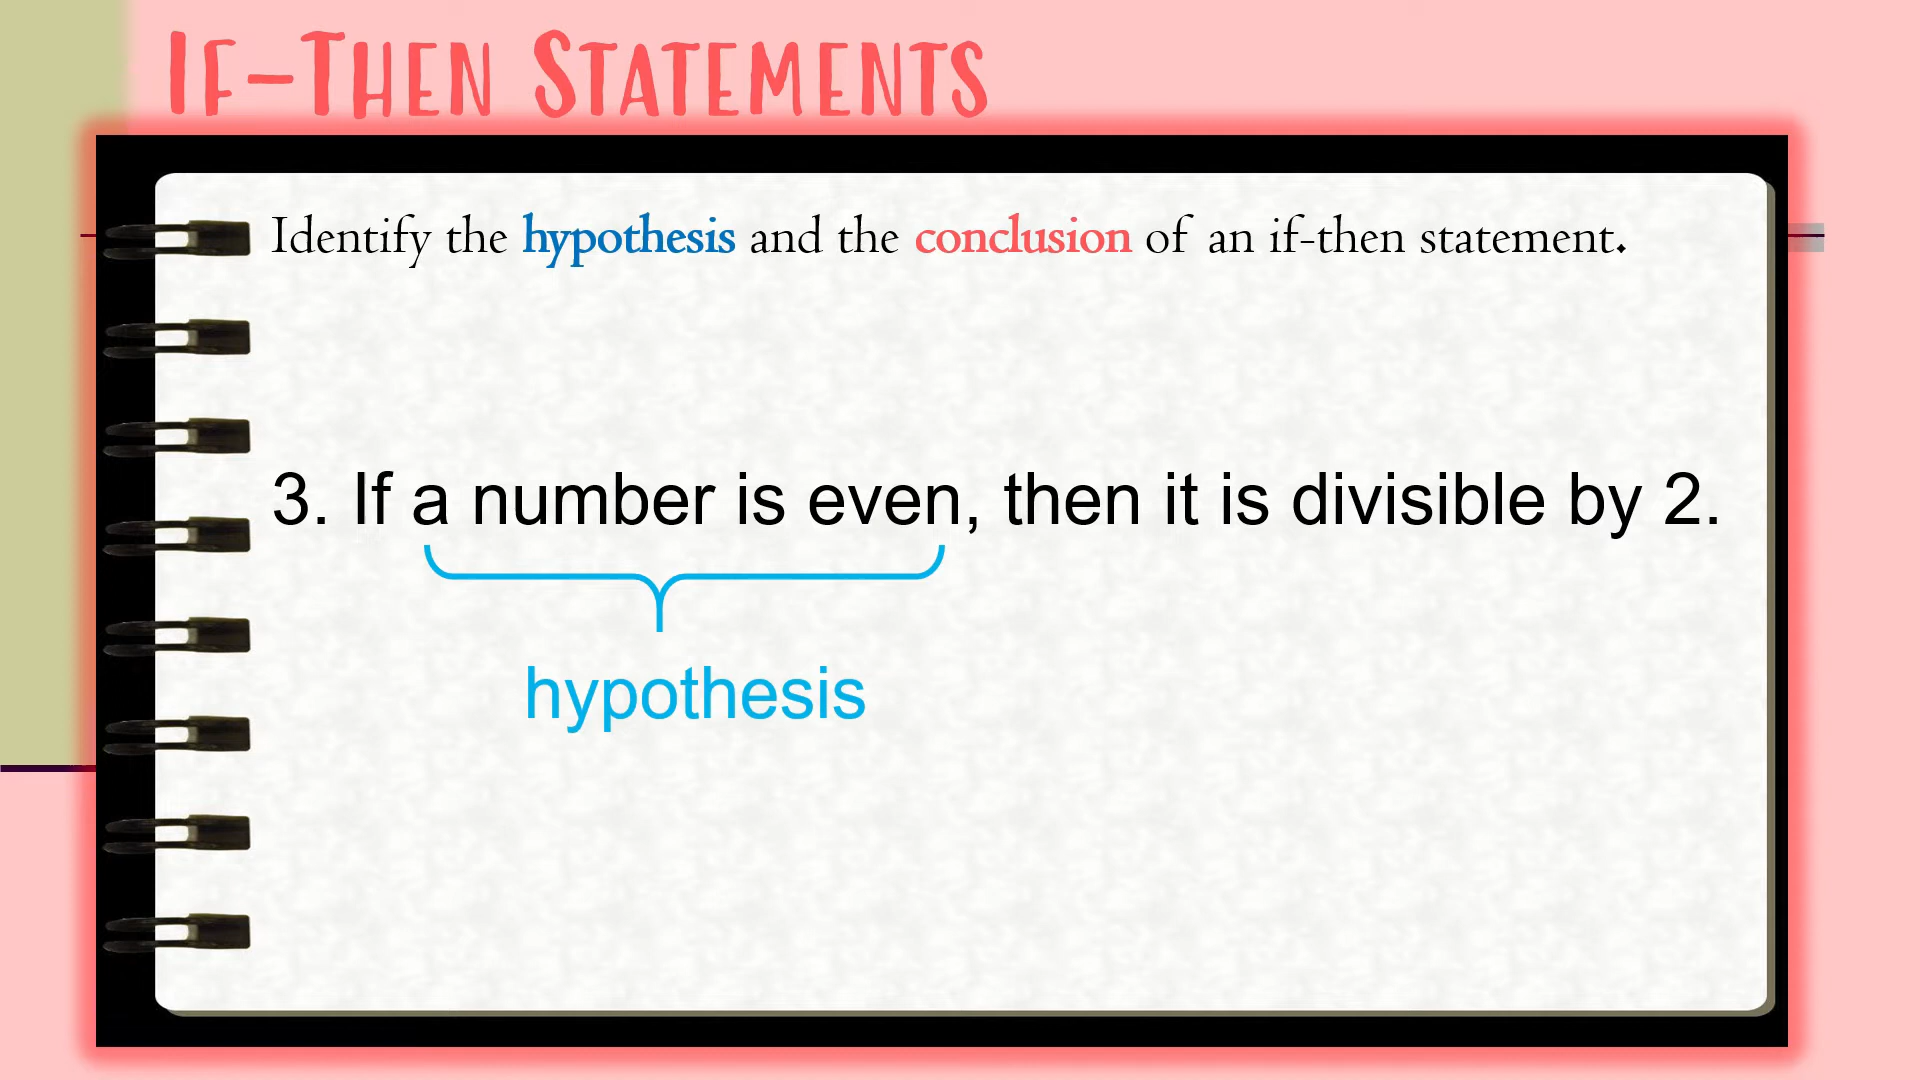 If-Then Statements
Identify the hypothesis and the conclusion of an if-then statement.
3. If a number is even, then it is divisible by 2.
hypothesis